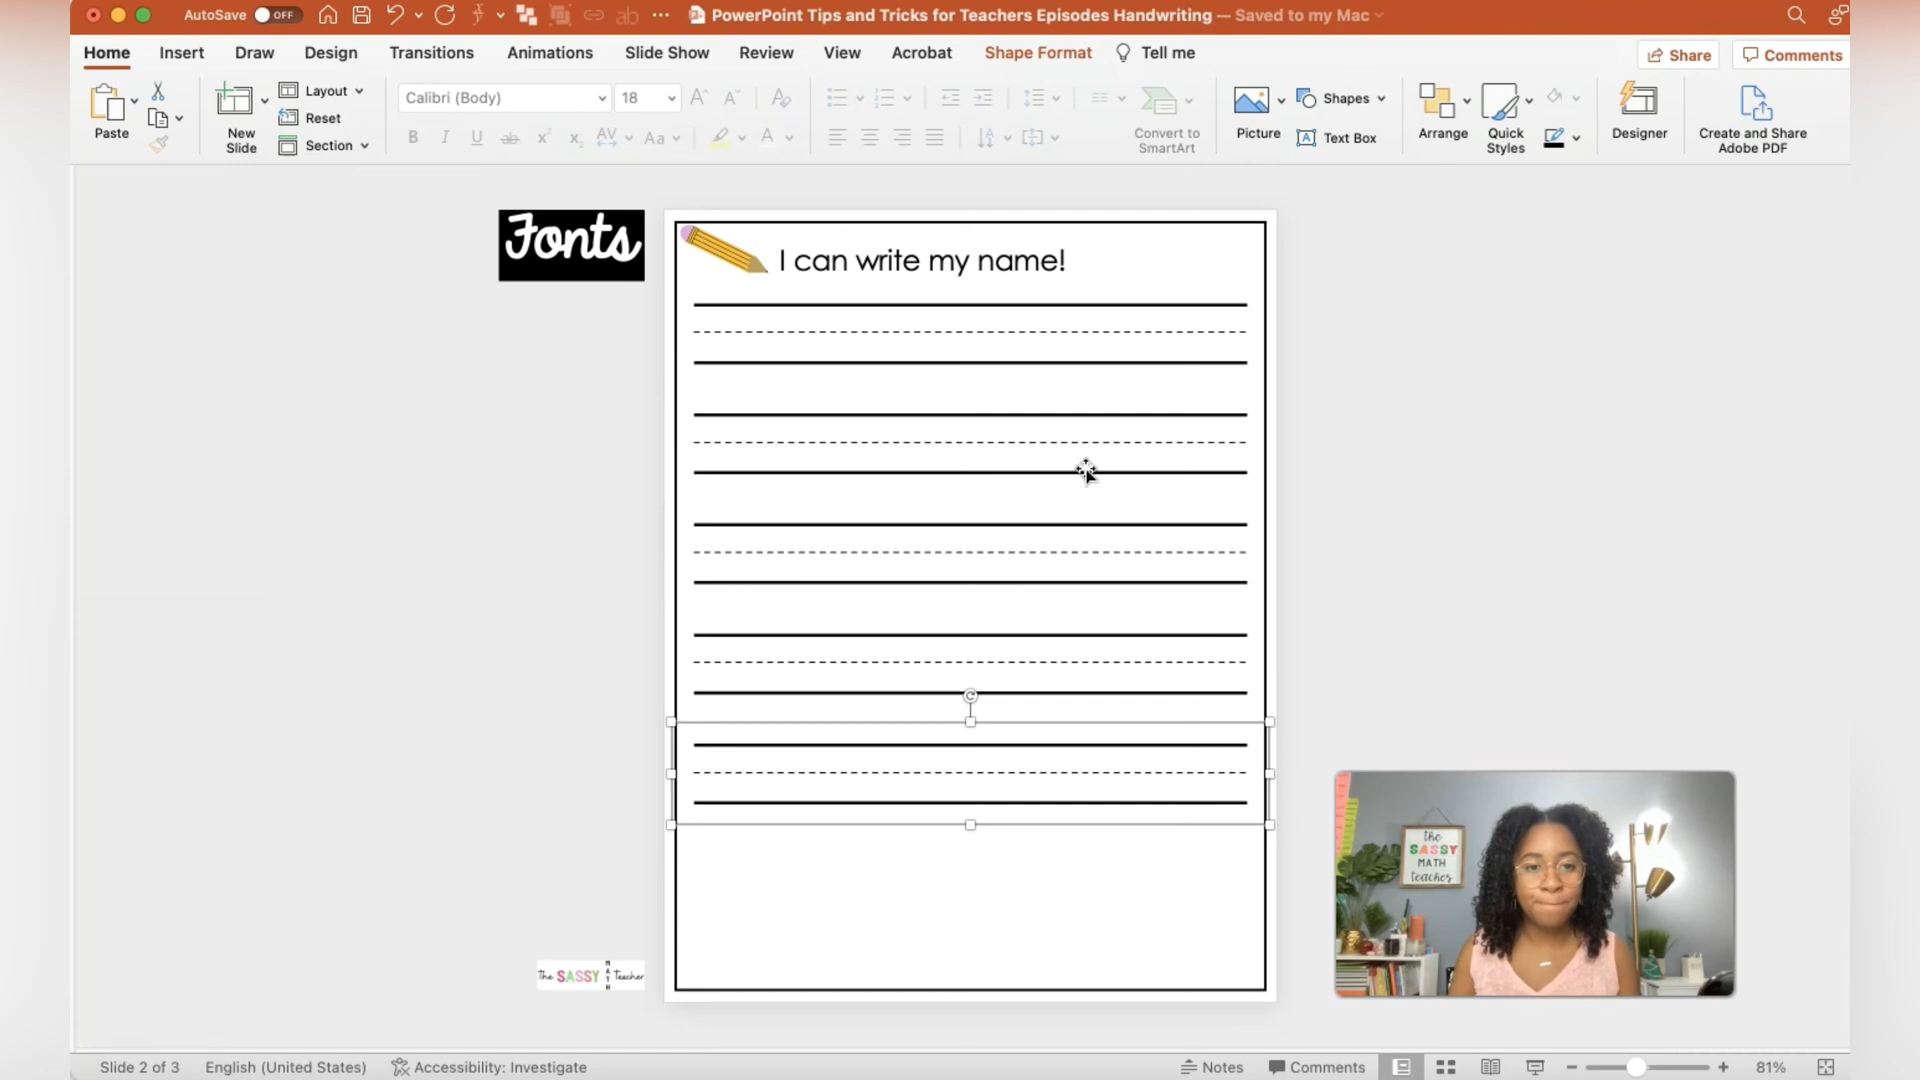 AutoSave OFF
PowerPoint Tips and Tricks for Teachers Episodes Handwriting — Saved to my Mac
Home Insert Draw Design Transitions Animations Slide Show Review View Acrobat Shape Format Tell me
Share Comments
Paste
New Slide
Layout
Reset
Section
Calibri (Body) 18
Convert to SmartArt
Picture
Shapes
Text Box
Arrange
Quick Styles
Designer
Create and Share Adobe PDF
Fonts
I can write my name!
the
SASSY
MATH
teacher
The SASSY MATH Teacher
Slide 2 of 3 English (United States) Accessibility: Investigate
Notes Comments 81%